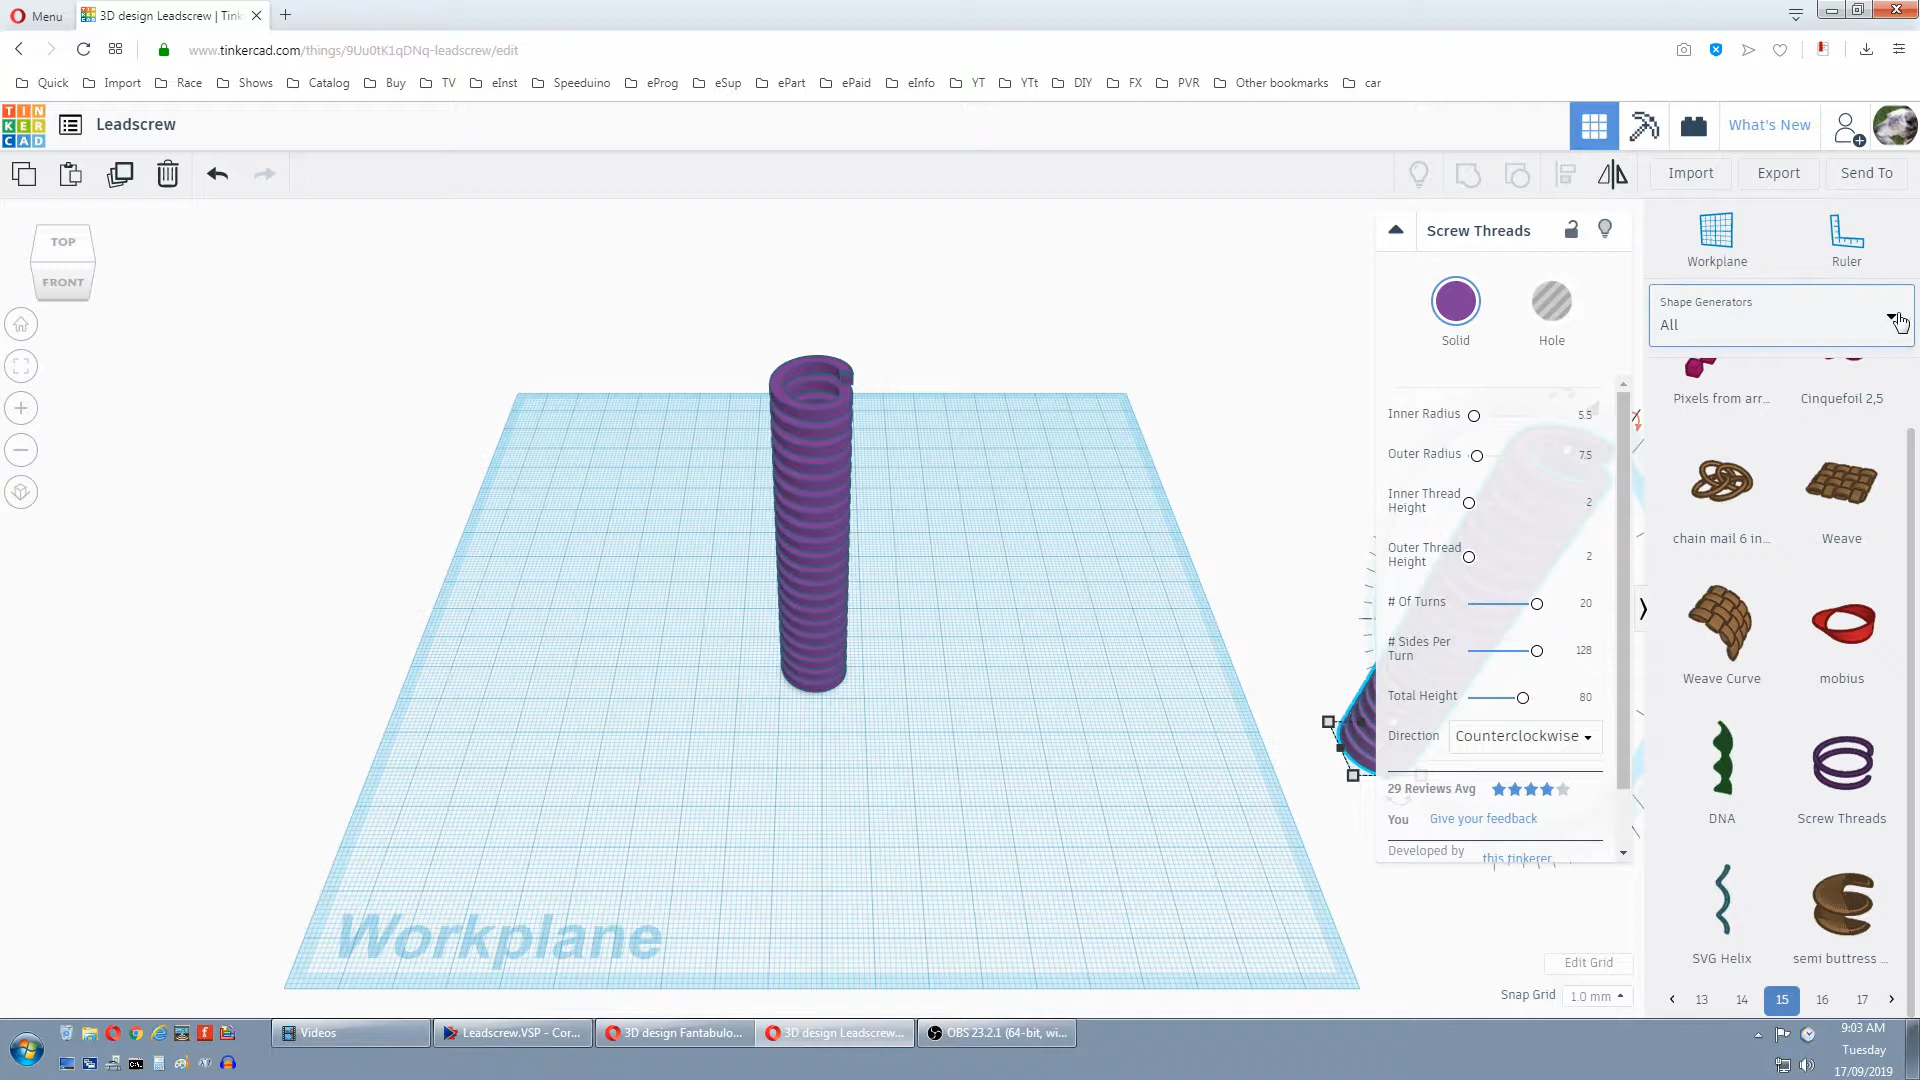 Menu
3D design Leadscrew | Tink
www.tinkercad.com/things/9Uu0tK1qDNq-leadscrew/edit
Quick Import Race Shows Catalog Buy TV eInst Speeduino eProg eSup ePart ePaid eInfo YT YTt DIY FX PVR Other bookmarks car
TIN
KER
CAD
Leadscrew
What's New
Import Export Send To
TOP
FRONT
Screw Threads
Solid Hole
Inner Radius 5.5
Outer Radius 7.5
Inner Thread
Height 2
Outer Thread
Height 2
# Of Turns 20
# Sides Per
Turn 128
Total Height 80
Direction Counterclockwise
29 Reviews Avg
You Give your feedback
Developed by this tinkerer
Workplane Ruler
Shape Generators
All
Pixels from arr... Cinquefoil 2,5
chain mail 6 in... Weave
Weave Curve mobius
DNA Screw Threads
SVG Helix semi buttress ...
13 14 15 16 17
Workplane
Edit Grid
Snap Grid 1.0 mm
Videos Leadscrew.VSP - Cor... 3D design Fantabulo... 3D design Leadscrew... OBS 23.2.1 (64-bit, wi...
9:03 AM
Tuesday
17/09/2019